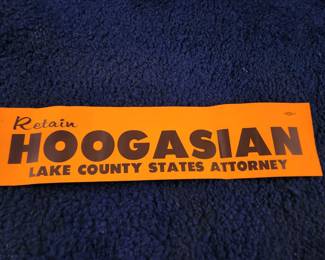 Retain
HOOGASIAN
LAKE COUNTY STATES ATTORNEY